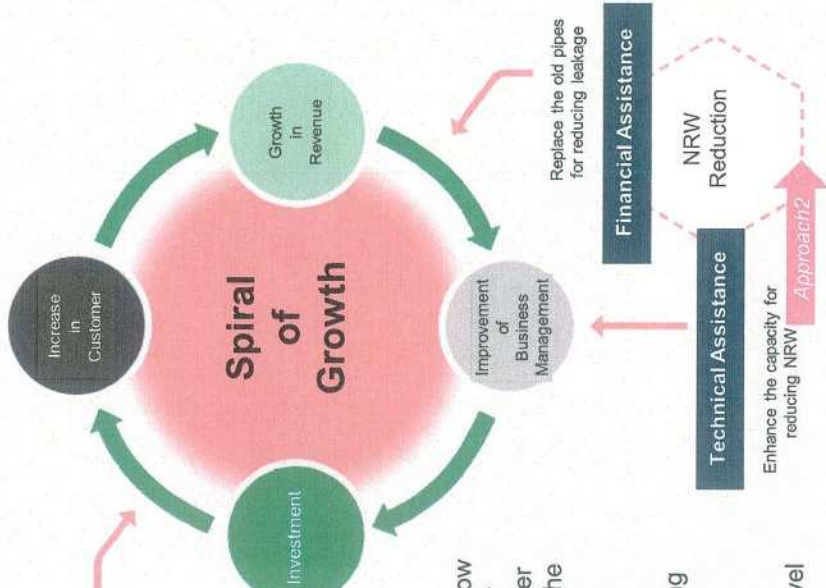 Increase
in
Customer
Growth
in
Revenue
Spiral
of
Growth
Investment
Improvement
of
Business
Management
Replace the old pipes
for reducing leakage
Financial Assistance
NRW
Reduction
Technical Assistance
Enhance the capacity for
reducing NRW
Approach2